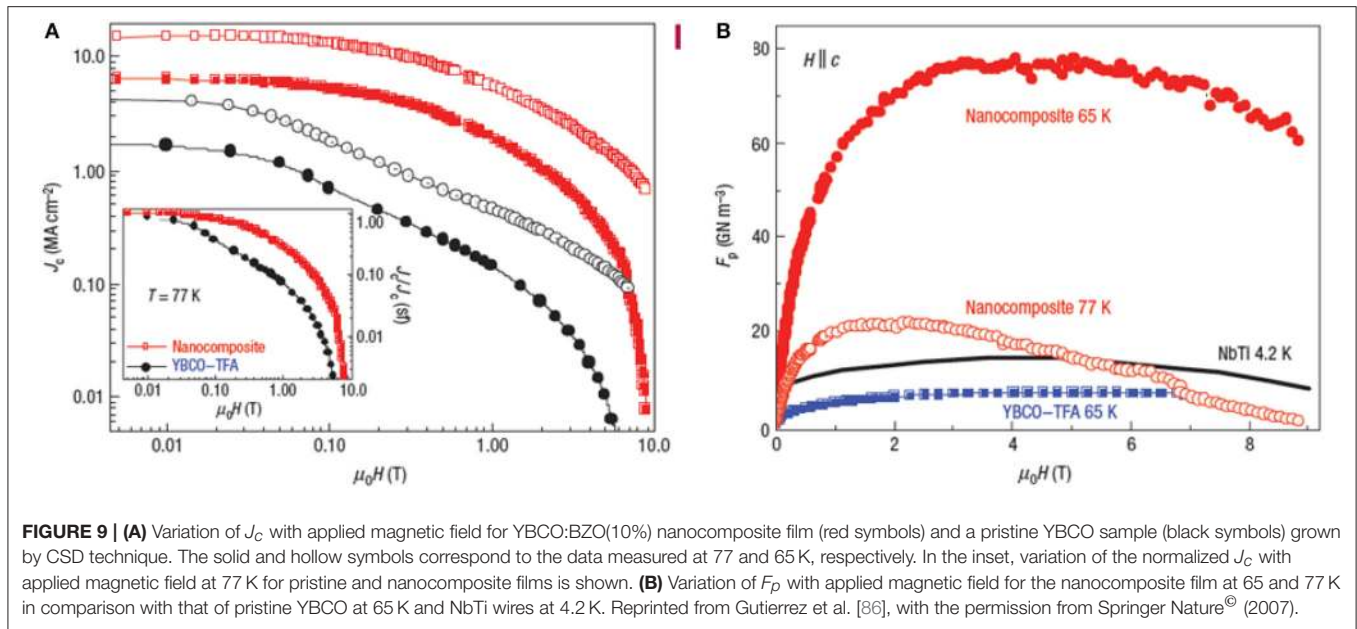 A
10.0
1.00
0.10
0.01
J_c (MA cm⁻²)
0.01
0.10
1.00
10.0
μ₀H (T)
1.00
0.10
0.01
J_c/J_c (sf)
T = 77 K
Nanocomposite
YBCO–TFA
0.01
0.10
1.00
10.0
μ₀H (T)
B
80
60
40
20
0
F_p (GN m⁻³)
H || c
Nanocomposite 65 K
Nanocomposite 77 K
NbTI 4.2 K
YBCO–TFA 65 K
0
2
4
6
8
μ₀H (T)
FIGURE 9 | (A) Variation of J_C with applied magnetic field for YBCO:BZO(10%) nanocomposite film (red symbols) and a pristine YBCO sample (black symbols) grown
by CSD technique. The solid and hollow symbols correspond to the data measured at 77 and 65 K, respectively. In the inset, variation of the normalized J_C with
applied magnetic field at 77 K for pristine and nanocomposite films is shown. (B) Variation of F_p with applied magnetic field for the nanocomposite film at 65 and 77 K
in comparison with that of pristine YBCO at 65 K and NbTi wires at 4.2 K. Reprinted from Gutierrez et al. [86], with the permission from Springer Nature© (2007).